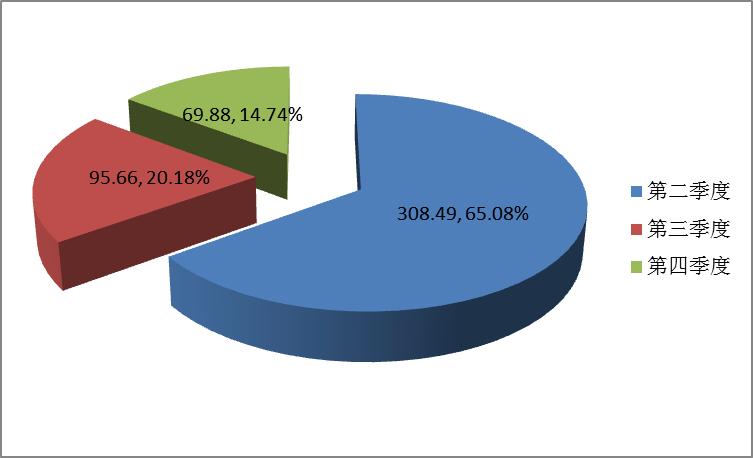 69.88, 14.74%
95.66, 20.18%
308.49, 65.08%
第二季度
第三季度
第四季度